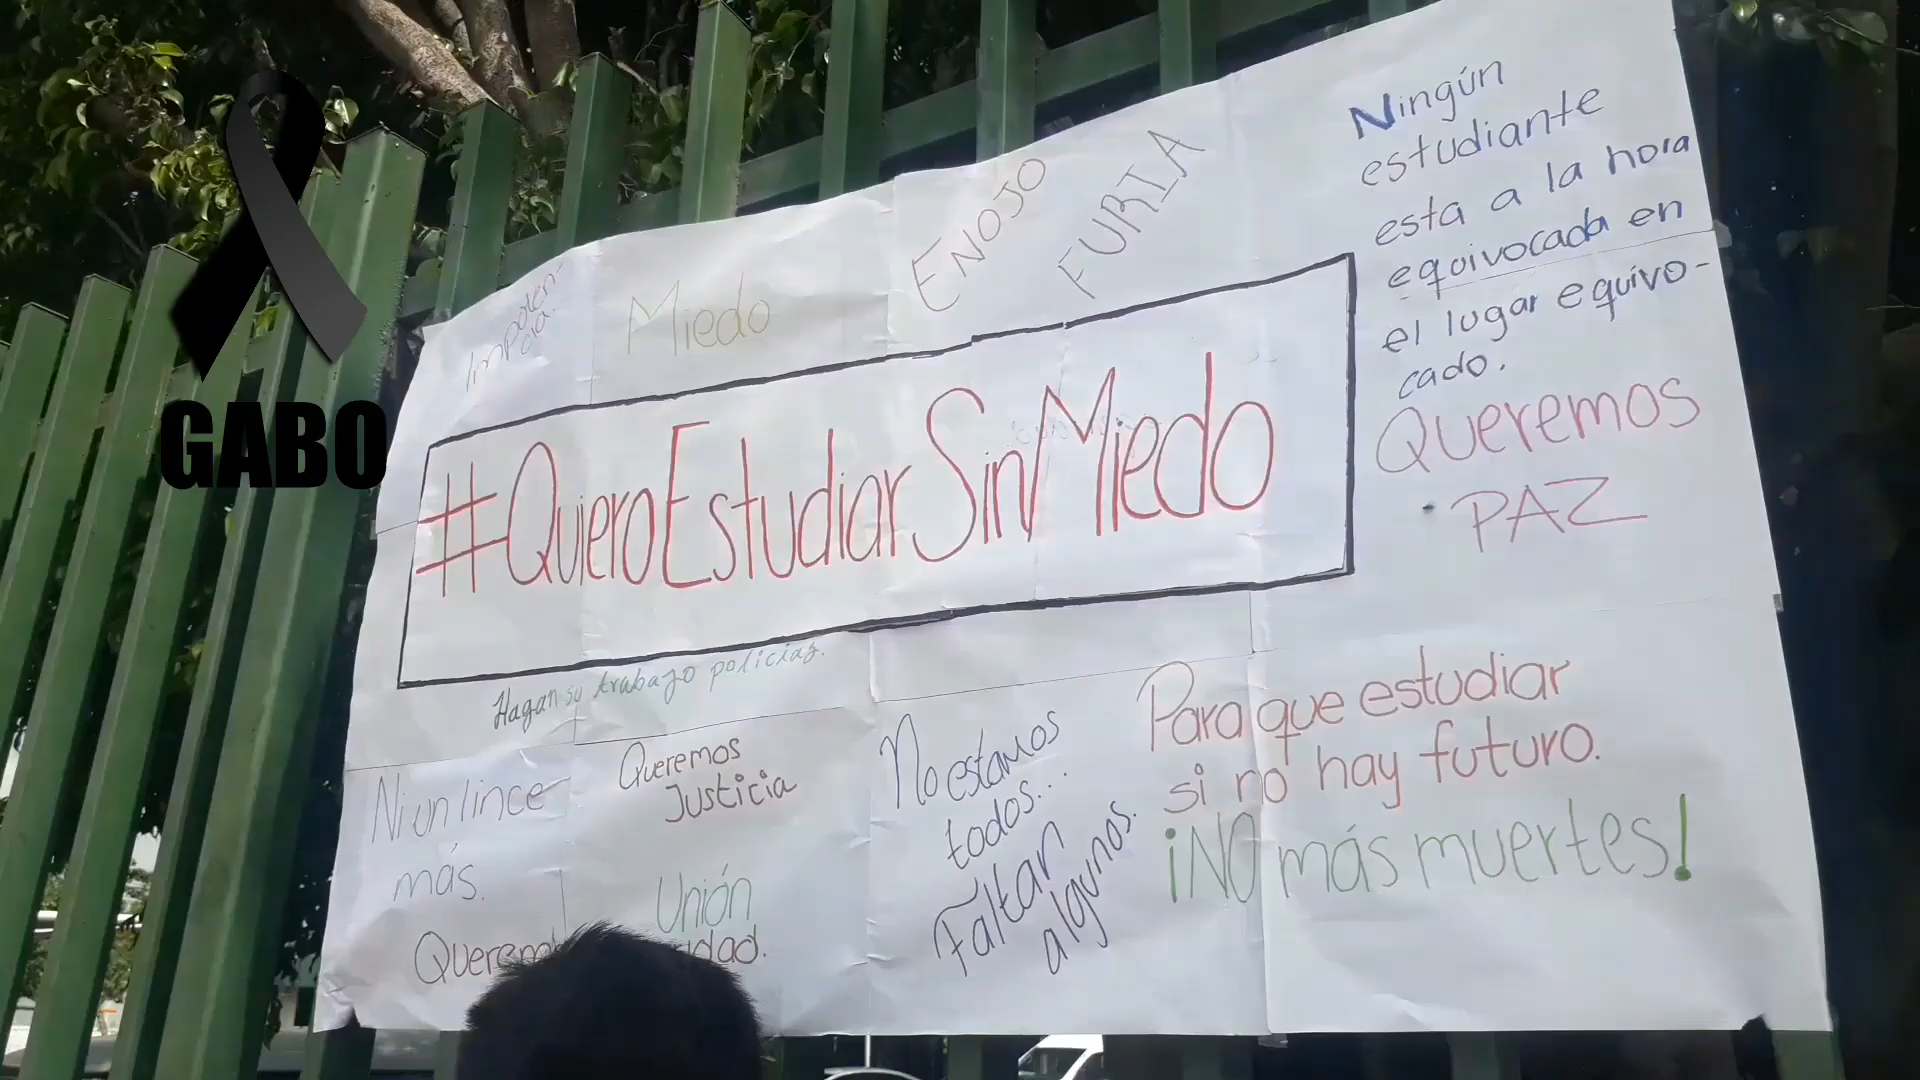 GABO
Impoten-
cia.
Miedo
ENOJO
FURIA
#QuieroEstudiarSinMiedo
Ningún
estudiante
esta a la hora
equivocada en
el lugar equivo-
cado.
Queremos
PAZ
Hagan su trabajo policias.
Ni un lince
más.
Queremos
Justicia
Unión
No estamos
todos...
Faltan
algunos.
Para que estudiar
si no hay futuro.
¡NO más muertes!